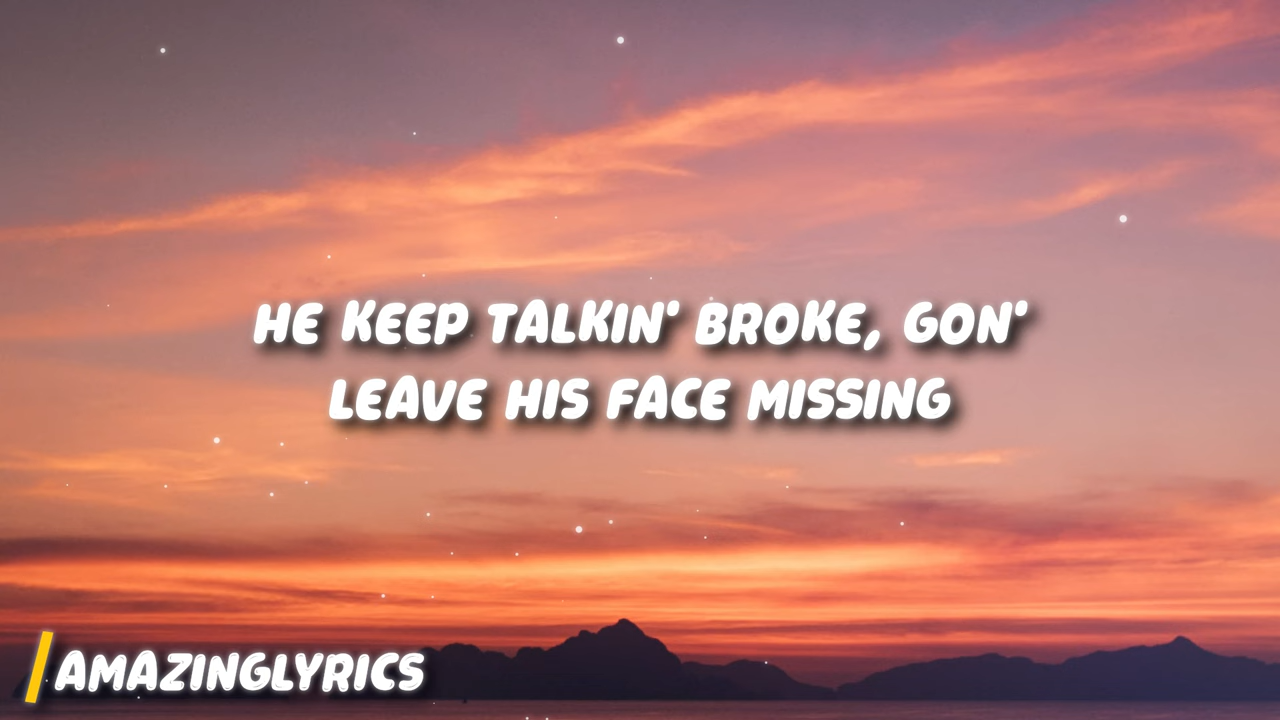 HE KEEP TALKIN' BROKE, GON'
LEAVE HIS FACE MISSING
AMAZINGLYRICS